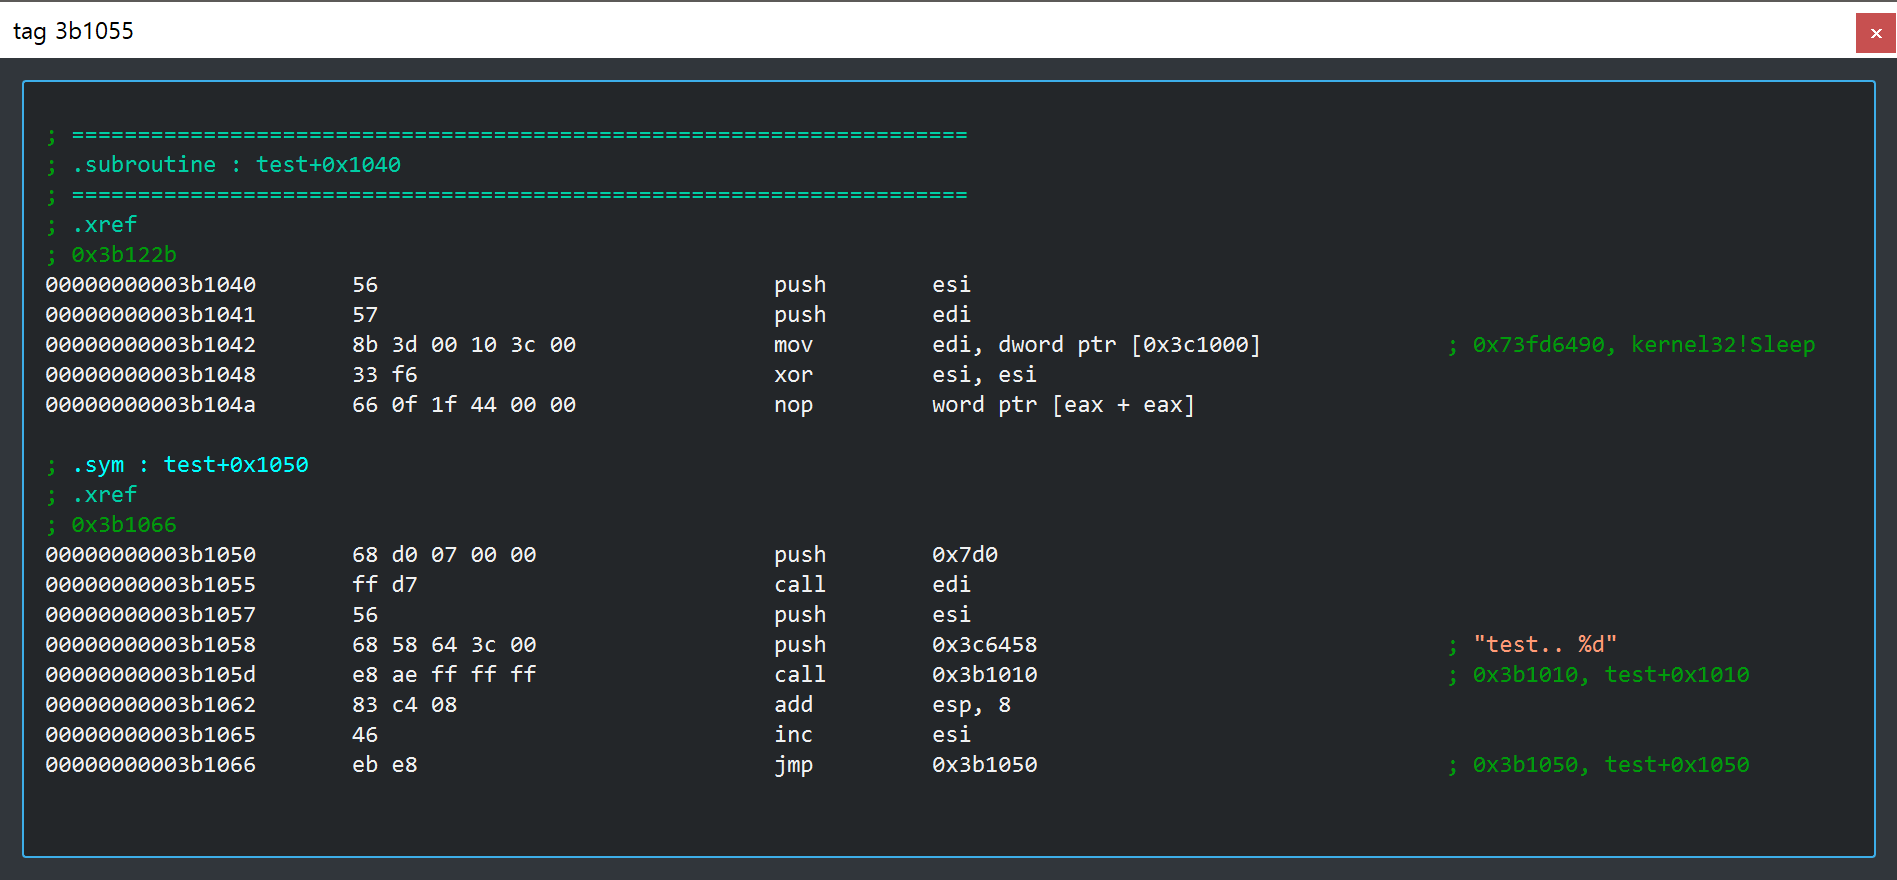 tag 3b1055
×
; ====================================================================
; .subroutine : test+0x1040
; ====================================================================
; .xref
; 0x3b122b
00000000003b1040 56 push esi
00000000003b1041 57 push edi
00000000003b1042 8b 3d 00 10 3c 00 mov edi, dword ptr [0x3c1000] ; 0x73fd6490, kernel32!Sleep
00000000003b1048 33 f6 xor esi, esi
00000000003b104a 66 0f 1f 44 00 00 nop word ptr [eax + eax]
; .sym : test+0x1050
; .xref
; 0x3b1066
00000000003b1050 68 d0 07 00 00 push 0x7d0
00000000003b1055 ff d7 call edi
00000000003b1057 56 push esi
00000000003b1058 68 58 64 3c 00 push 0x3c6458 ; "test.. %d"
00000000003b105d e8 ae ff ff ff call 0x3b1010 ; 0x3b1010, test+0x1010
00000000003b1062 83 c4 08 add esp, 8
00000000003b1065 46 inc esi
00000000003b1066 eb e8 jmp 0x3b1050 ; 0x3b1050, test+0x1050